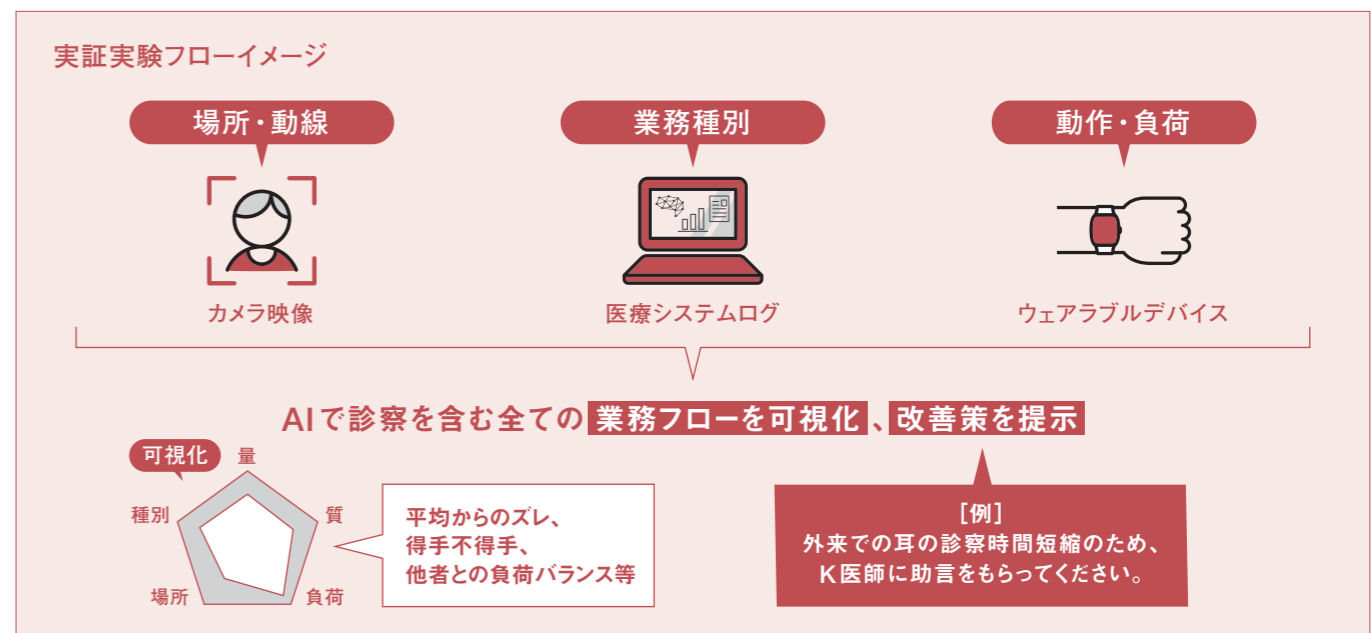 実証実験フローイメージ
場所・動線
業務種別
動作・負荷
カメラ映像
医療システムログ
ウェアラブルデバイス
AIで診察を含む全ての業務フローを可視化、改善策を提示
可視化
量
種別
質
場所
負荷
平均からのズレ、
得手不得手、
他者との負荷バランス等
［例］
外来での耳の診察時間短縮のため、
K医師に助言をもらってください。